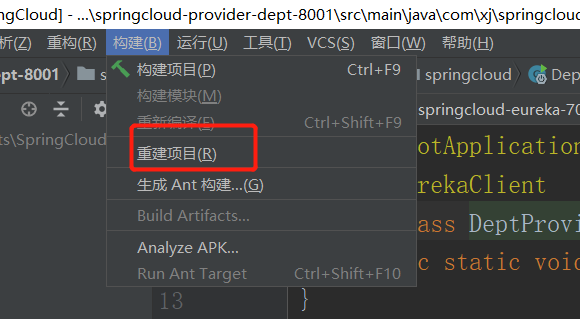 ngCloud] - ...\springcloud-provider-dept-8001\src\main\java\com\xj\springcloud
析(Z) 重构(R) 构建(B) 运行(U) 工具(T) VCS(S) 窗口(W) 帮助(H)
ept-8001 s springcloud Dep
构建项目(P) Ctrl+F9
构建模块(M)
springcloud-eureka-70
重新编译(E) Ctrl+Shift+F9
ts\SpringCloud
otApplication
重建项目(R)
生成 Ant 构建...(G)
rekaClient
Build Artifacts...
ass DeptProvi
Analyze APK...
c static void
Run Ant Target Ctrl+Shift+F10
13 }